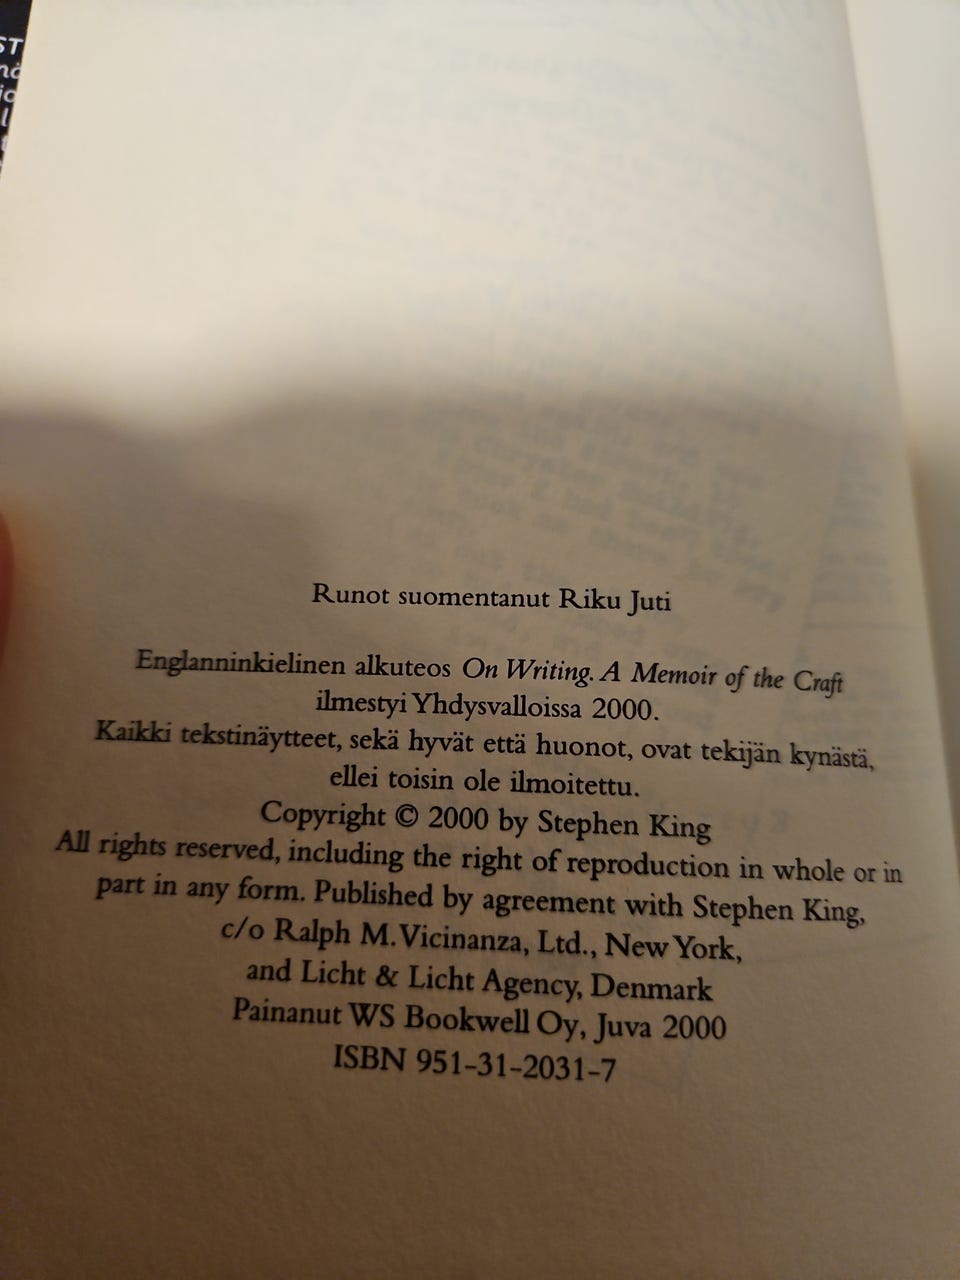 ST
Runot suomentanut Riku Juti
Englanninkielinen alkuteos On Writing. A Memoir of the Craft
ilmestyi Yhdysvalloissa 2000.
Kaikki tekstinäytteet, sekä hyvät että huonot, ovat tekijän kynästä,
ellei toisin ole ilmoitettu.
Copyright © 2000 by Stephen King
All rights reserved, including the right of reproduction in whole or in
part in any form. Published by agreement with Stephen King,
c/o Ralph M. Vicinanza, Ltd., New York,
and Licht & Licht Agency, Denmark
Painanut WS Bookwell Oy, Juva 2000
ISBN 951-31-2031-7